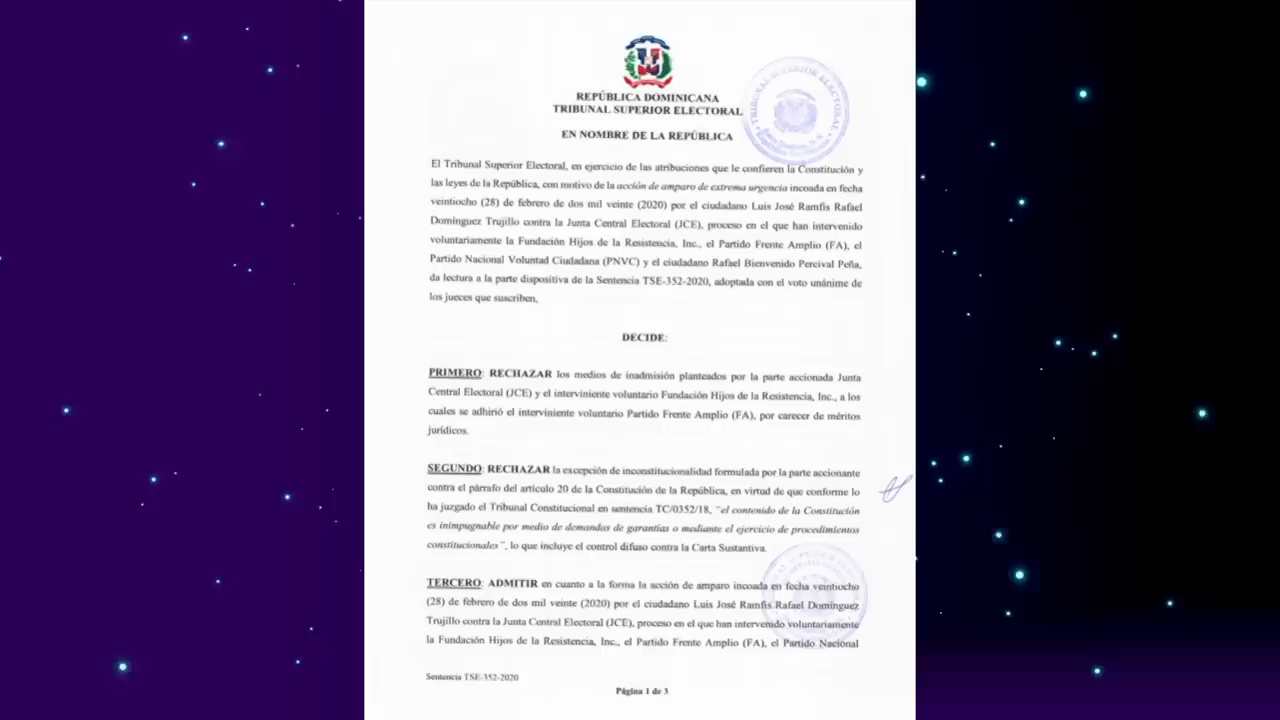 REPÚBLICA DOMINICANA
TRIBUNAL SUPERIOR ELECTORAL
EN NOMBRE DE LA REPÚBLICA
TRIBUNAL SUPERIOR ELECTORAL
El Tribunal Superior Electoral, en ejercicio de las atribuciones que le confieren la Constitución y
las leyes de la República, con motivo de la acción de amparo de extrema urgencia incoada en fecha
veintiocho (28) de febrero de dos mil veinte (2020) por el ciudadano Luis José Ramfis Rafael
Domínguez Trujillo contra la Junta Central Electoral (JCE), proceso en el que han intervenido
voluntariamente la Fundación Hijos de la Resistencia, Inc., el Partido Frente Amplio (FA), el
Partido Nacional Voluntad Ciudadana (PNVC) y el ciudadano Rafael Bienvenido Percival Peña,
da lectura a la parte dispositiva de la Sentencia TSE-352-2020, adoptada con el voto unánime de
los jueces que suscriben,
DECIDE:
PRIMERO: RECHAZAR los medios de inadmisión planteados por la parte accionada Junta
Central Electoral (JCE) y el interviniente voluntario Fundación Hijos de la Resistencia, Inc., a los
cuales se adhirió el interviniente voluntario Partido Frente Amplio (FA), por carecer de méritos
jurídicos.
SEGUNDO: RECHAZAR la excepción de inconstitucionalidad formulada por la parte accionante
contra el párrafo del artículo 20 de la Constitución de la República, en virtud de que conforme lo
ha juzgado el Tribunal Constitucional en sentencia TC/0352/18, "el contenido de la Constitución
es inimpugnable por medio de demandas de garantías o mediante el ejercicio de procedimientos
constitucionales", lo que incluye el control difuso contra la Carta Sustantiva.
TERCERO: ADMITIR en cuanto a la forma la acción de amparo incoada en fecha veintiocho
(28) de febrero de dos mil veinte (2020) por el ciudadano Luis José Ramfis Rafael Domínguez
Trujillo contra la Junta Central Electoral (JCE), proceso en el que han intervenido voluntariamente
la Fundación Hijos de la Resistencia, Inc., el Partido Frente Amplio (FA), el Partido Nacional
Sentencia TSE-352-2020
Página 1 de 3